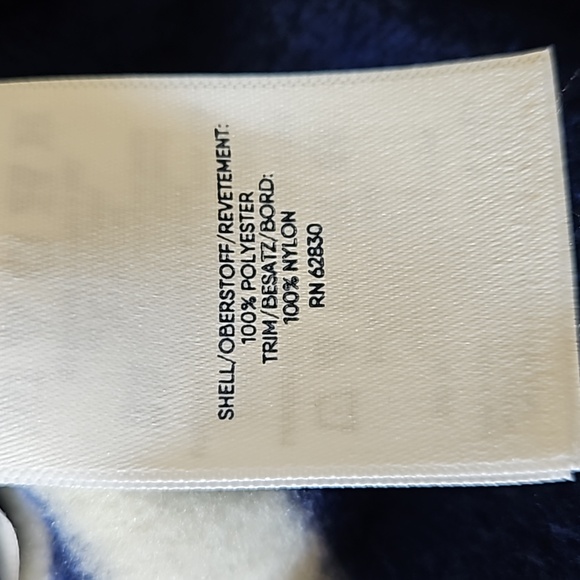 SHELL/OBERSTOFF/REVETEMENT:
100% POLYESTER
TRIM/BESATZ/BORD:
100% NYLON
RN 62830